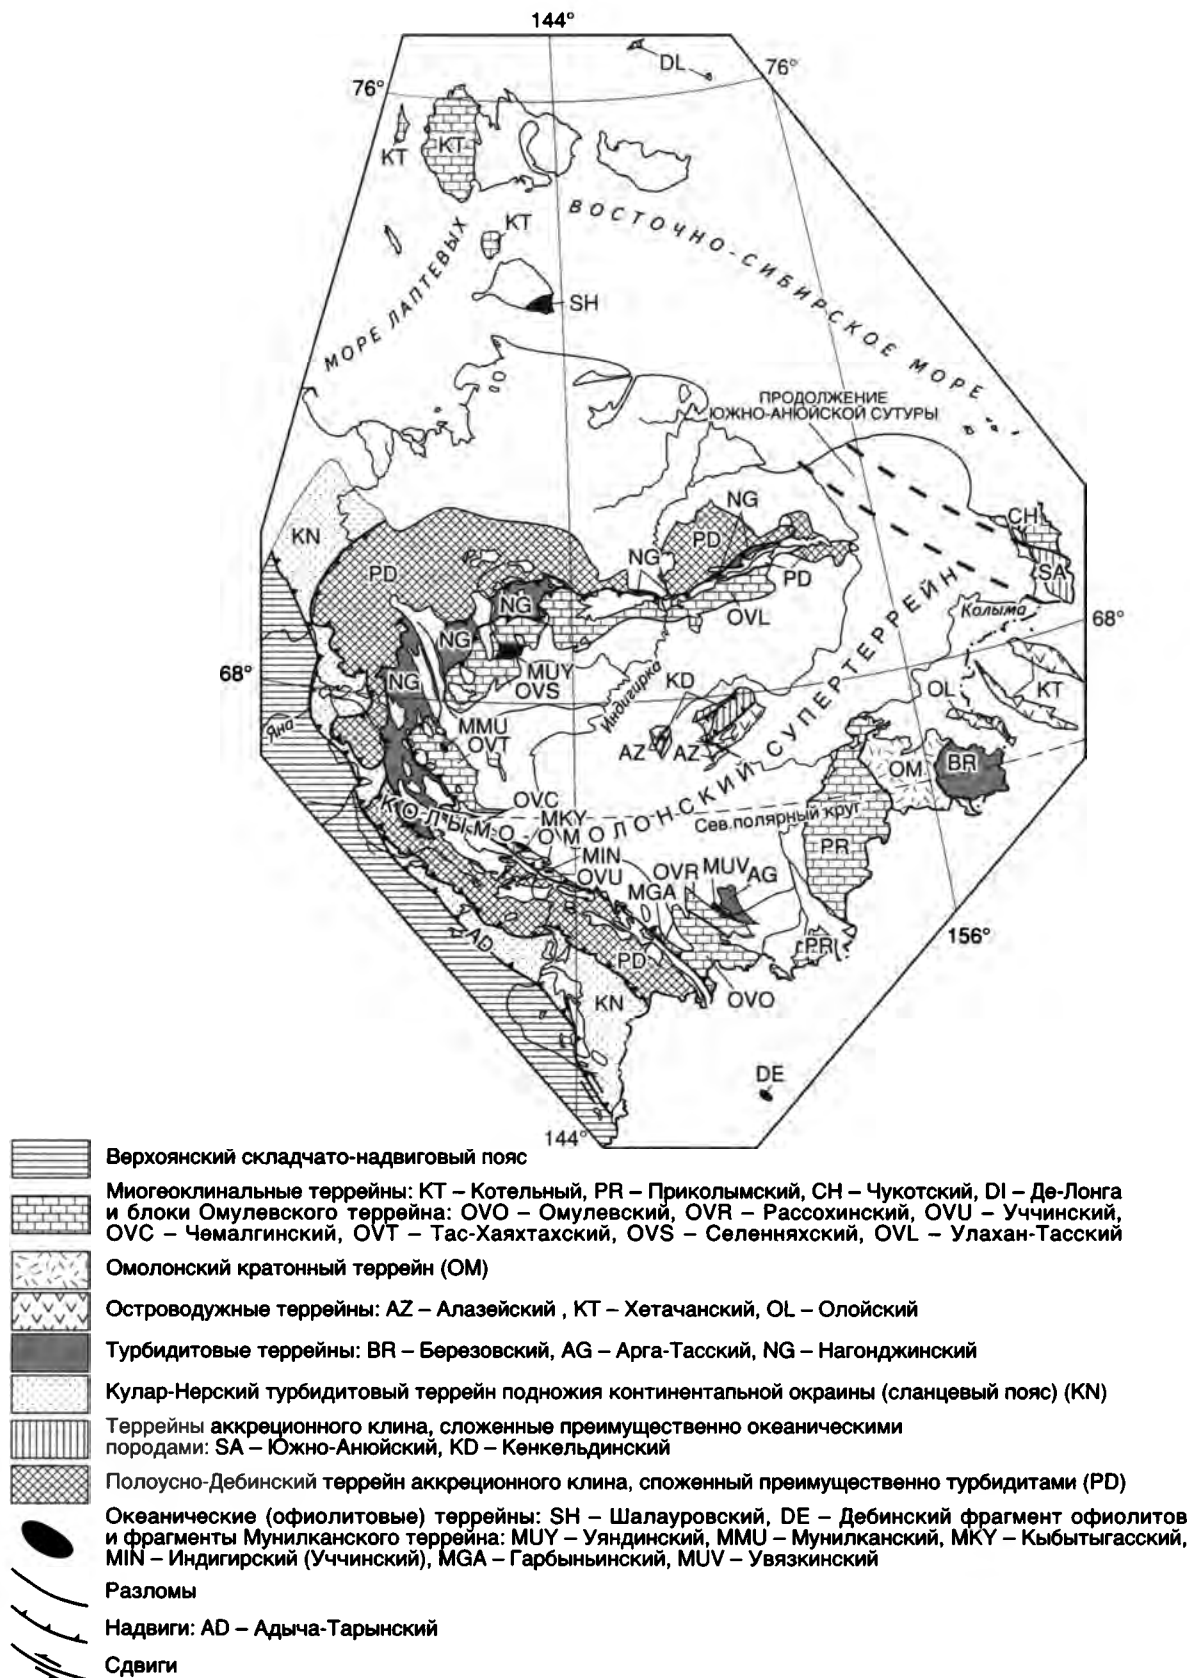 144°
DL
76°
76°
KT
KT
KT
ВОСТОЧНО-СИБИРСКОЕ МОРЕ
МОРЕ ЛАПТЕВЫХ
SH
ПРОДОЛЖЕНИЕ
ЮЖНО-АНЮЙСКОЙ СУТУРЫ
NG
CH
KN
PD
NG
SA
PD
PD
NG
OVL
Колыма
68°
NG
68°
NG
MUY
OVS
Индигирка
KD
OL
KT
Яна
MMU
OVT
AZ
AZ
OM
BR
КОЛЫМО-ОМОЛОНСКИЙ СУПЕРТЕРРЕЙН
OVC
MKY
Сев.полярный круг
PR
MIN
OVU
OVR
MUV
AG
MGA
AD
PR
156°
PD
KN
OVO
DE
144°
Верхоянский складчато-надвиговый пояс
Миогеоклинальные террейны: KT – Котельный, PR – Приколымский, CH – Чукотский, DI – Де-Лонга
и блоки Омулевского террейна: OVO – Омулевский, OVR – Рассохинский, OVU – Уччинский,
OVC – Чемалгинский, OVT – Тас-Хаяхтахский, OVS – Селенняхский, OVL – Улахан-Тасский
Омолонский кратонный террейн (OM)
Островодужные террейны: AZ – Алазейский , KT – Хетачанский, OL – Олойский
Турбидитовые террейны: BR – Березовский, AG – Арга-Тасский, NG – Нагонджинский
Кулар-Нерский турбидитовый террейн подножия континентальной окраины (сланцевый пояс) (KN)
Террейны аккреционного клина, сложенные преимущественно океаническими
породами: SA – Южно-Анюйский, KD – Кенкельдинский
Полоусно-Дебинский террейн аккреционного клина, споженный преимущественно турбидитами (PD)
Океанические (офиолитовые) террейны: SH – Шалауровский, DE – Дебинский фрагмент офиолитов
и фрагменты Мунилканского террейна: MUY – Уяндинский, MMU – Мунилканский, MKY – Кыбытыгасский,
MIN – Индигирский (Уччинский), MGA – Гарбыньинский, MUV – Увязкинский
Разломы
Надвиги: AD – Адыча-Тарынский
Сдвиги